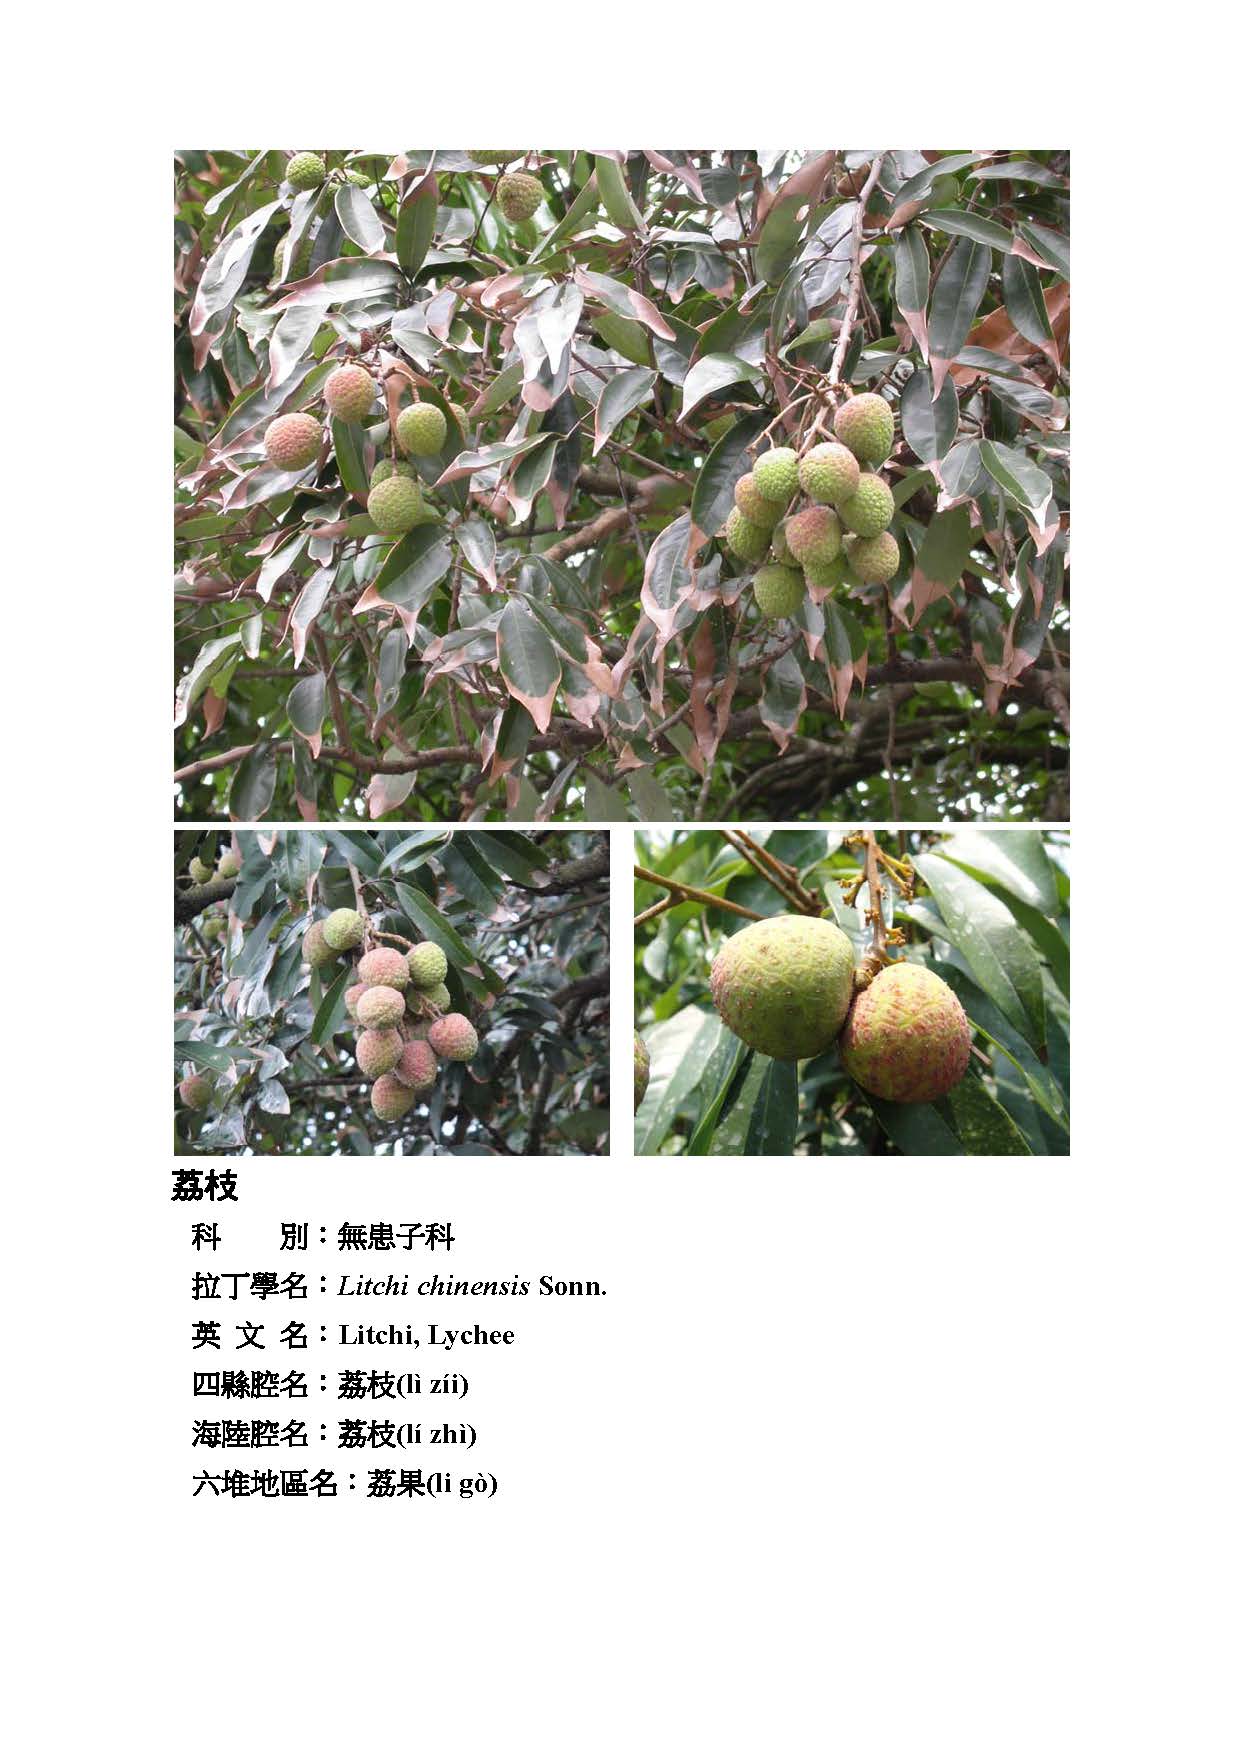 荔枝
科　　別：無患子科
拉丁學名：Litchi chinensis Sonn.
英 文 名：Litchi, Lychee
四縣腔名：荔枝(lì zíi)
海陸腔名：荔枝(lí zhì)
六堆地區名：荔果(li gò)